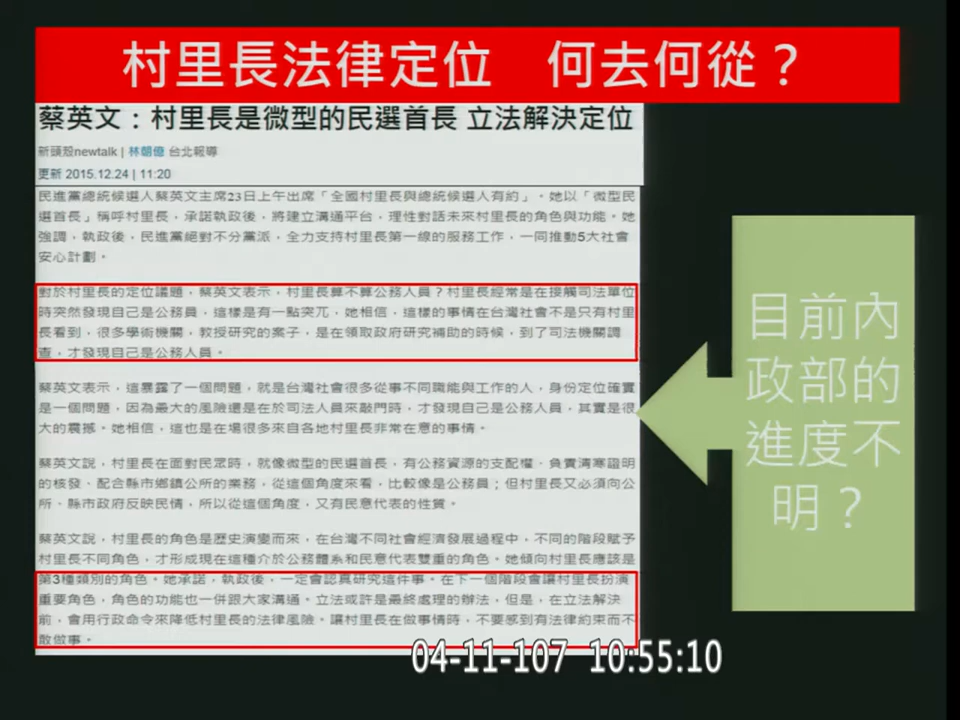 村里長法律定位　何去何從？
蔡英文：村里長是微型的民選首長 立法解決定位
新頭殼newtalk | 林朝億 台北報導
更新 2015.12.24 | 11:20
民進黨總統候選人蔡英文主席23日上午出席「全國村里長與總統候選人有約」。她以「微型民
選首長」稱呼村里長，承諾執政後，將建立溝通平台，理性對話未來村里長的角色與功能。她
強調，執政後，民進黨絕對不分黨派，全力支持村里長第一線的服務工作，一同推動5大社會
安心計劃。
對於村里長的定位議題，蔡英文表示，村里長算不算公務人員？村里長經常是在接觸司法單位
時突然發現自己是公務員，這樣是有一點突兀，她相信，這樣的事情在台灣社會不是只有村里
長看到，很多學術機關，教授研究的案子，是在領取政府研究補助的時候，到了司法機關調
查，才發現自己是公務人員。
蔡英文表示，這暴露了一個問題，就是台灣社會很多從事不同職能與工作的人，身份定位確實
是一個問題，因為最大的風險還是在於司法人員來敲門時，才發現自己是公務人員，其實是很
大的震撼。她相信，這也是在場很多來自各地村里長非常在意的事情。
蔡英文說，村里長在面對民眾時，就像微型的民選首長，有公務資源的支配權、負責清寒證明
的核發、配合縣市鄉鎮公所的業務，從這個角度來看，比較像是公務員；但村里長又必須向公
所、縣市政府反映民情，所以從這個角度，又有民意代表的性質。
蔡英文說，村里長的角色是歷史演變而來，在台灣不同社會經濟發展過程中，不同的階段賦予
村里長不同角色，才形成現在這種介於公務體系和民意代表雙重的角色。她傾向村里長應該是
第3種類別的角色。她承諾，執政後，一定會認真研究這件事。在下一個階段會讓村里長扮演
重要角色，角色的功能也一併跟大家溝通。立法或許是最終處理的辦法，但是，在立法解決
前，會用行政命令來降低村里長的法律風險。讓村里長在做事情時，不要感到有法律約束而不
敢做事。
目前內
政部的
進度不
明？
04-11-107 10:55:10